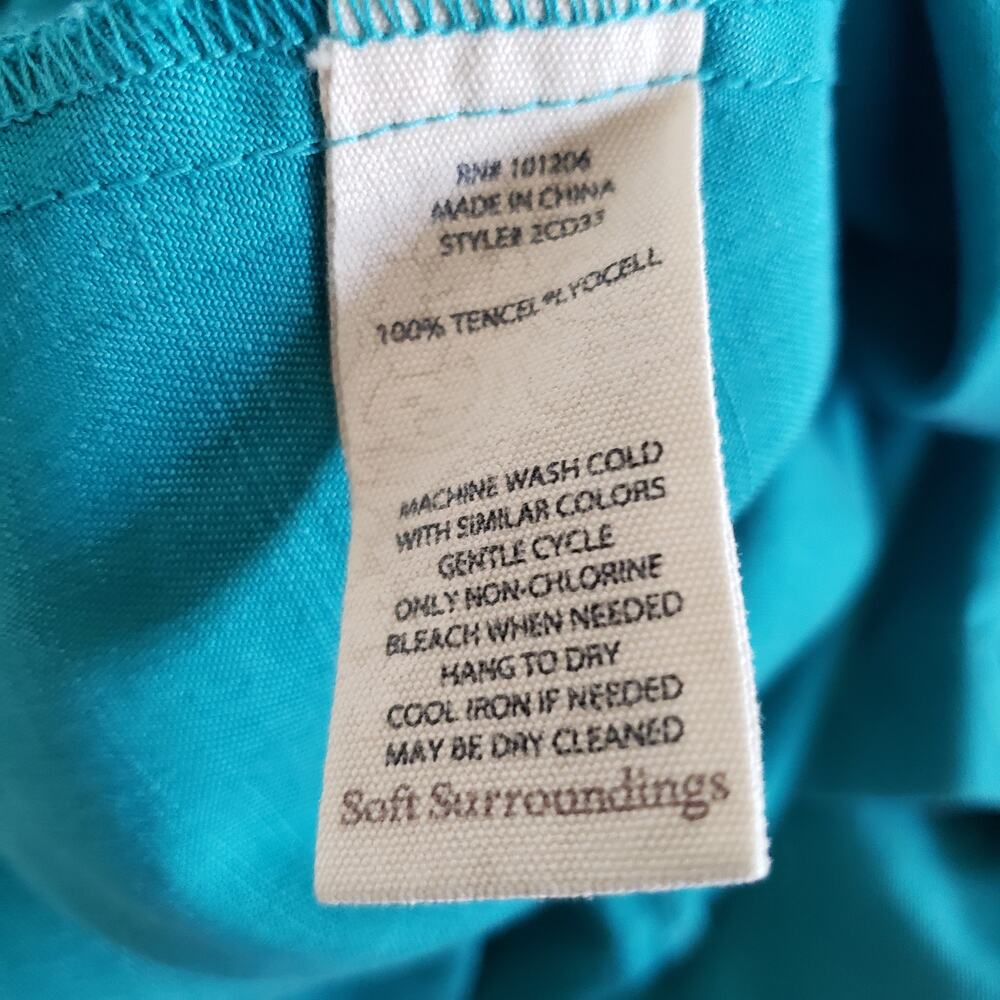 RN# 101206
MADE IN CHINA
STYLE# 2CD33
100% TENCEL® LYOCELL
MACHINE WASH COLD
WITH SIMILAR COLORS
GENTLE CYCLE
ONLY NON-CHLORINE
BLEACH WHEN NEEDED
HANG TO DRY
COOL IRON IF NEEDED
MAY BE DRY CLEANED
Soft Surroundings